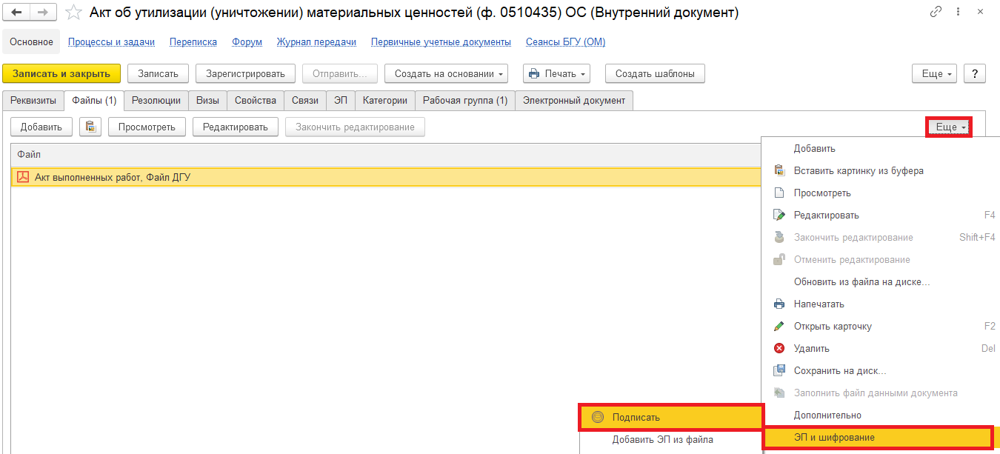 Акт об утилизации (уничтожении) материальных ценностей (ф. 0510435) ОС (Внутренний документ)
Основное Процессы и задачи Переписка Форум Журнал передачи Первичные учетные документы Сеансы БГУ (ОМ)
Записать и закрыть Записать Зарегистрировать Отправить... Создать на основании Печать Создать шаблоны Еще ?
Реквизиты Файлы (1) Резолюции Визы Свойства Связи ЭП Категории Рабочая группа (1) Электронный документ
Добавить Просмотреть Редактировать Закончить редактирование Еще
Файл
Акт выполненных работ, Файл ДГУ
Добавить
Вставить картинку из буфера
Просмотреть
Редактировать F4
Закончить редактирование Shift+F4
Отменить редактирование
Обновить из файла на диске...
Напечатать
Открыть карточку F2
Удалить Del
Сохранить на диск...
Заполнить файл данными документа
Дополнительно
ЭП и шифрование
Подписать
Добавить ЭП из файла